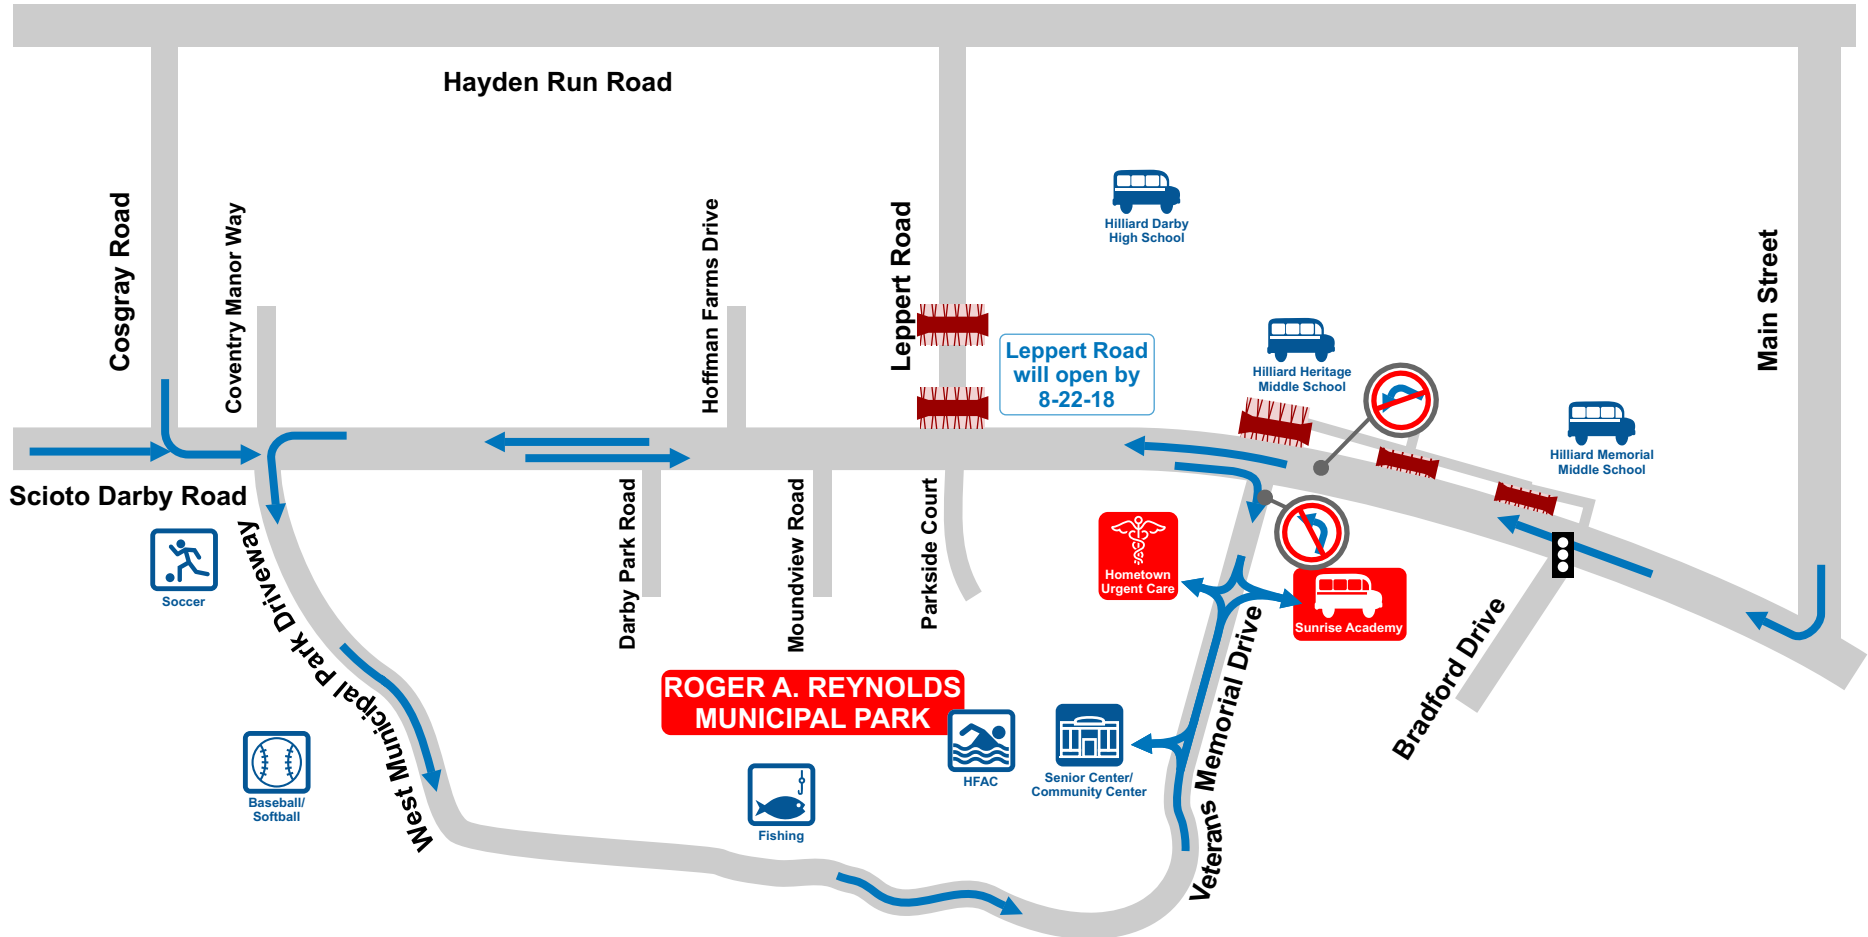 Hayden Run Road
Cosgray Road
Coventry Manor Way
Hoffman Farms Drive
Leppert Road
Main Street
Hilliard Darby
High School
Leppert Road
will open by
8-22-18
Hilliard Heritage
Middle School
Hilliard Memorial
Middle School
Scioto Darby Road
Soccer
West Municipal Park Driveway
Darby Park Road
Moundview Road
Parkside Court
Hometown
Urgent Care
Sunrise Academy
Bradford Drive
Veterans Memorial Drive
ROGER A. REYNOLDS
MUNICIPAL PARK
HFAC
Senior Center/
Community Center
Baseball/
Softball
Fishing